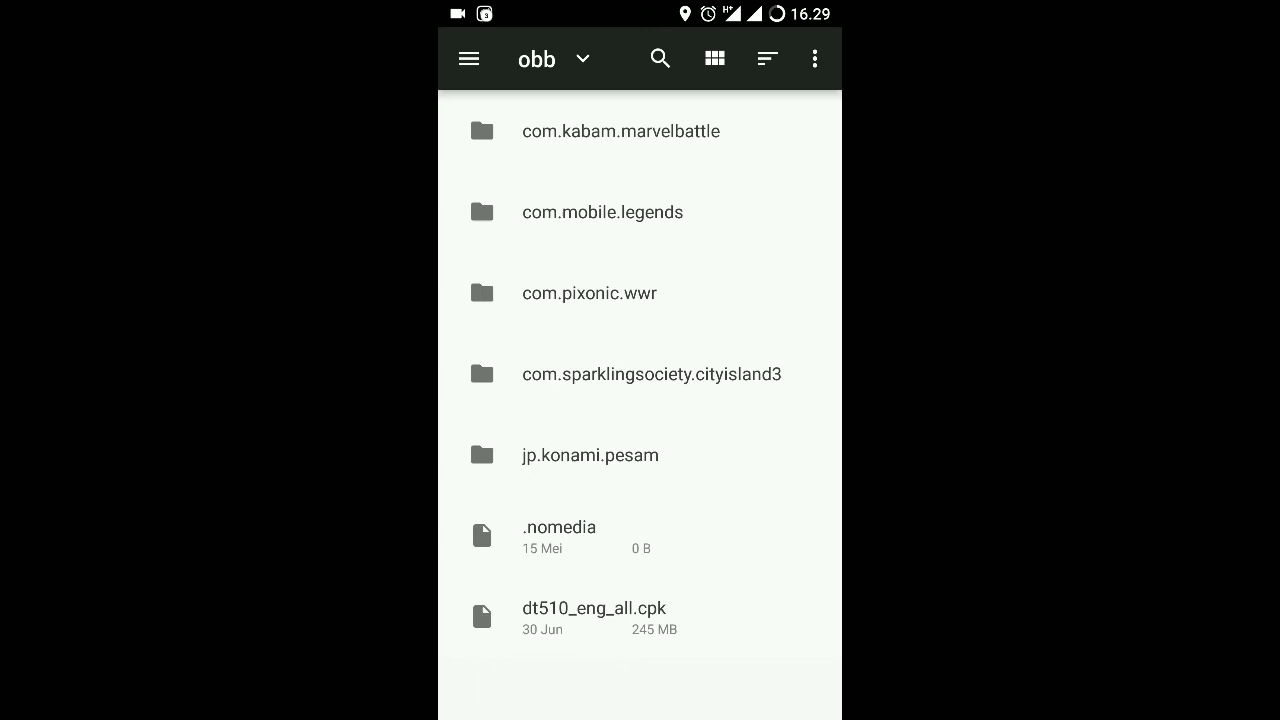 3 H+ 16.29
obb
com.kabam.marvelbattle
com.mobile.legends
com.pixonic.wwr
com.sparklingsociety.cityisland3
jp.konami.pesam
.nomedia
15 Mei 0 B
dt510_eng_all.cpk
30 Jun 245 MB